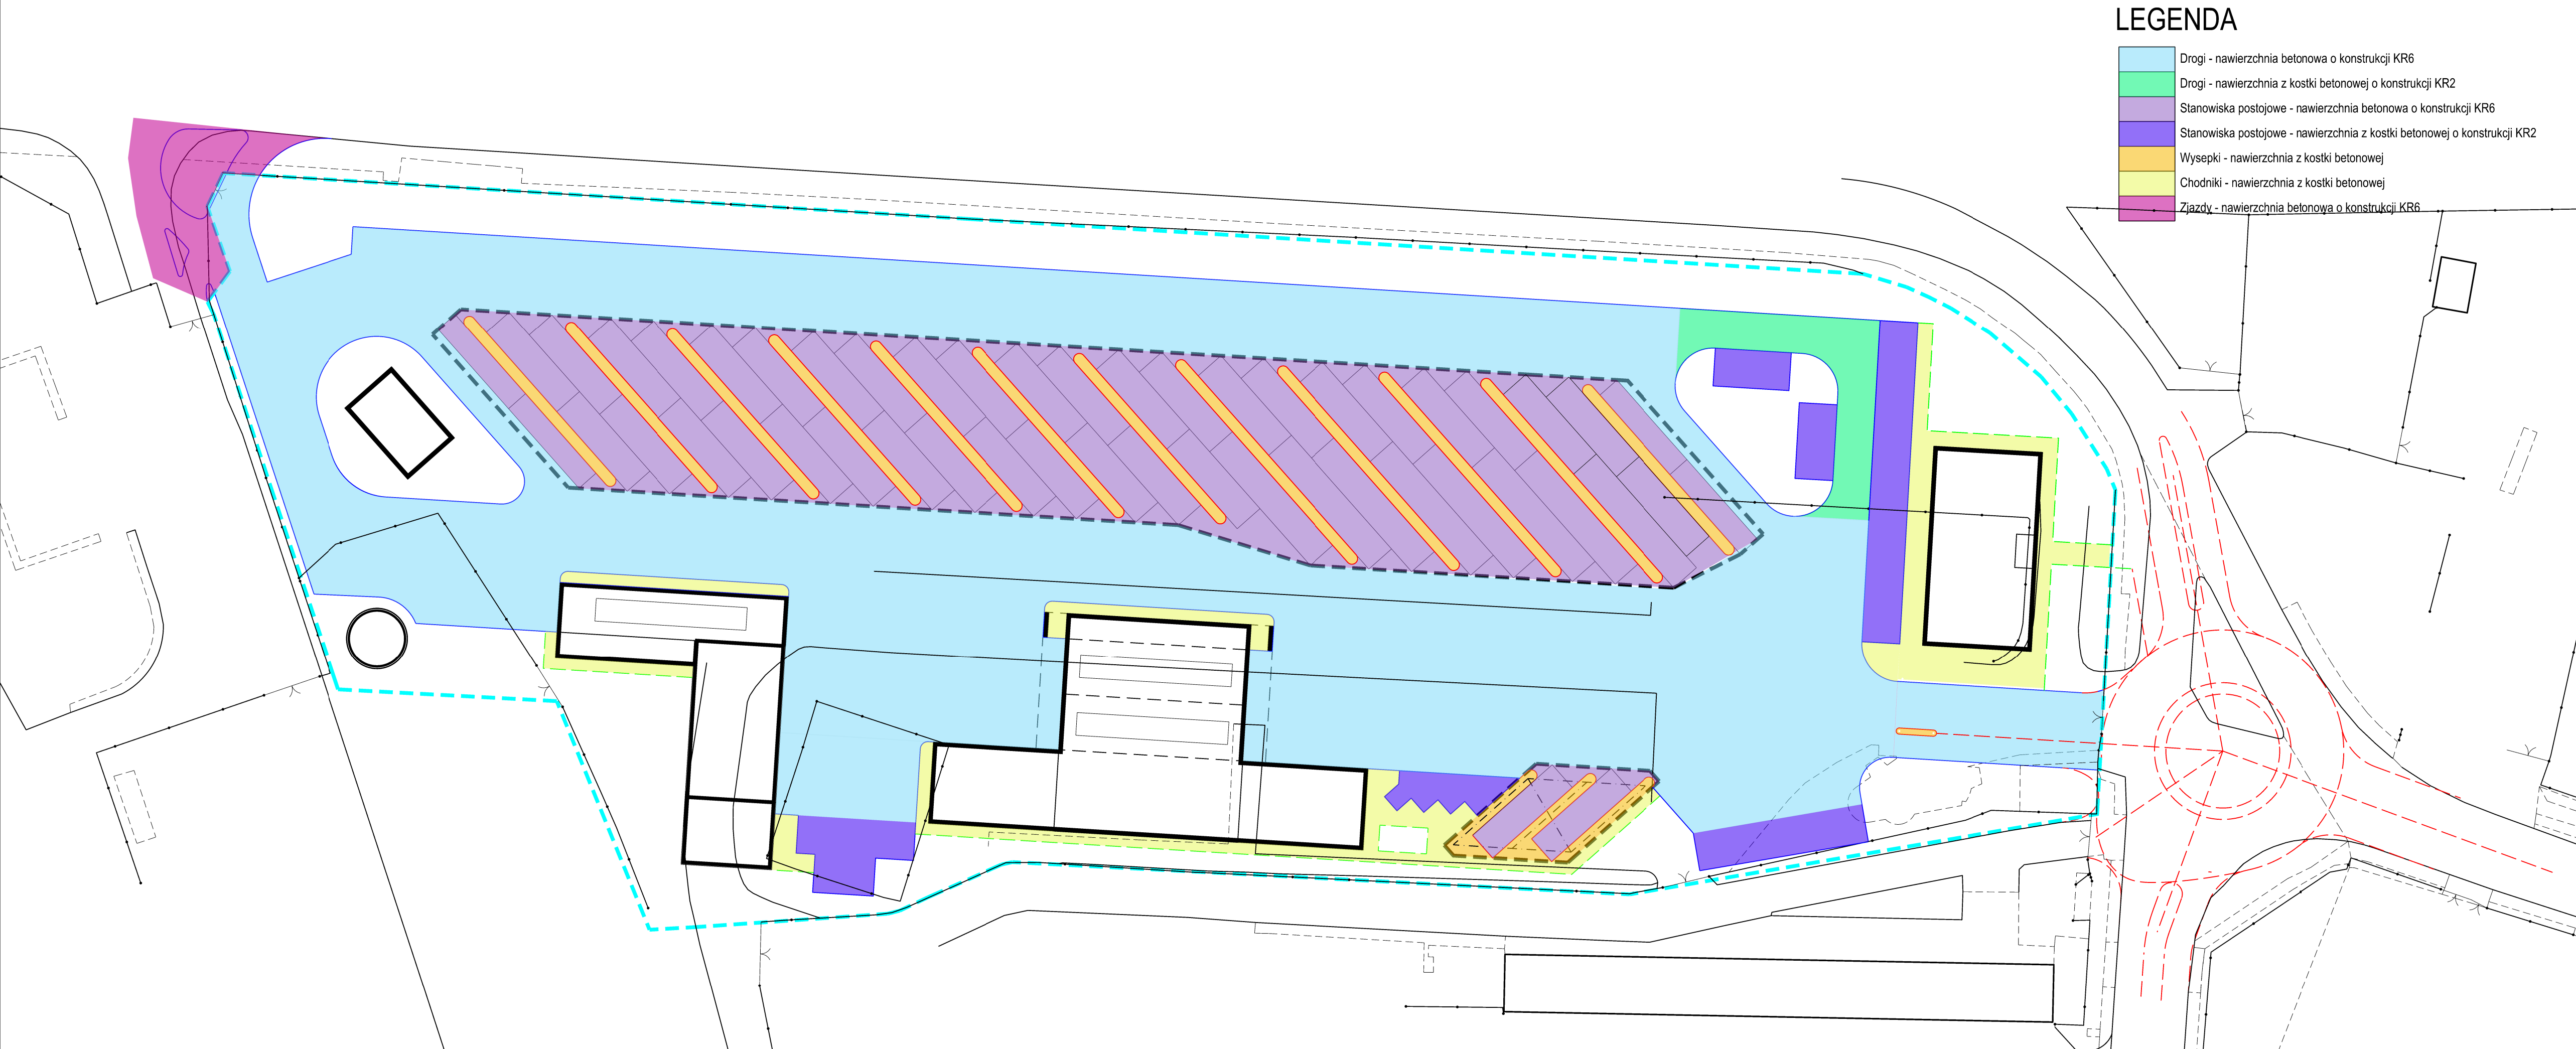 LEGENDA
Drogi - nawierzchnia betonowa o konstrukcji KR6
Drogi - nawierzchnia z kostki betonowej o konstrukcji KR2
Stanowiska postojowe - nawierzchnia betonowa o konstrukcji KR6
Stanowiska postojowe - nawierzchnia z kostki betonowej o konstrukcji KR2
Wysepki - nawierzchnia z kostki betonowej
Chodniki - nawierzchnia z kostki betonowej
Zjazdy - nawierzchnia betonowa o konstrukcji KR6